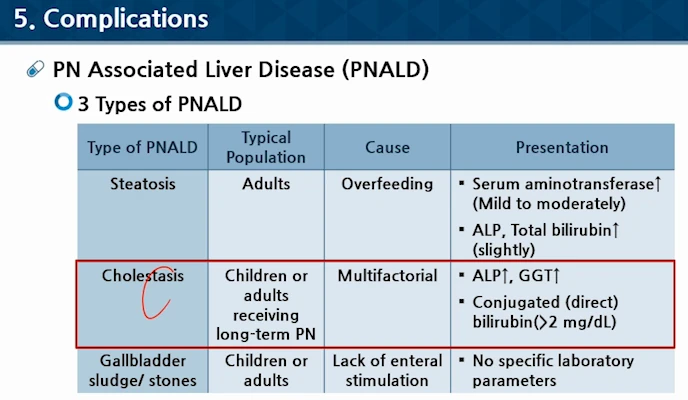 5. Complications
PN Associated Liver Disease (PNALD)
3 Types of PNALD
Type of PNALD
Typical
Population
Cause
Presentation
Steatosis
Adults
Overfeeding
▪ Serum aminotransferase↑
(Mild to moderately)
▪ ALP, Total bilirubin↑
(slightly)
Cholestasis
Children or
adults
receiving
long-term PN
Multifactorial
▪ ALP↑, GGT↑
▪ Conjugated (direct)
bilirubin(>2 mg/dL)
Gallbladder
sludge/ stones
Children or
adults
Lack of enteral
stimulation
▪ No specific laboratory
parameters